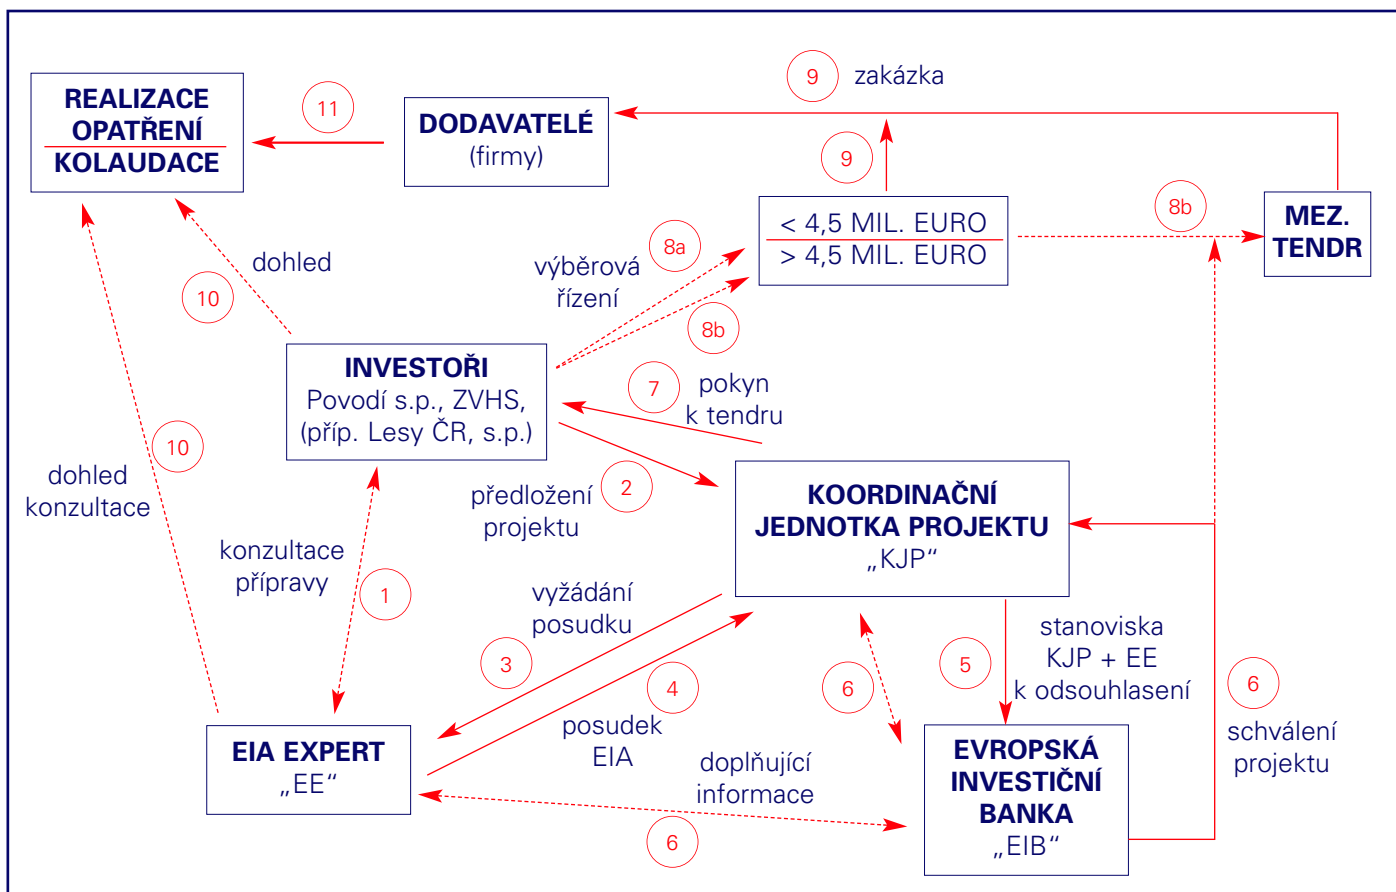 9
zakázka
REALIZACE
OPATŘENÍ
KOLAUDACE
11
DODAVATELÉ
(firmy)
9
< 4,5 MIL. EURO
> 4,5 MIL. EURO
8b
MEZ.
TENDR
dohled
10
výběrová
řízení
8a
8b
INVESTOŘI
Povodí s.p., ZVHS,
(příp. Lesy ČR, s.p.)
7
pokyn
k tendru
10
dohled
konzultace
předložení
projektu
2
KOORDINAČNÍ
JEDNOTKA PROJEKTU
„KJP“
konzultace
přípravy
1
vyžádání
posudku
3
4
posudek
EIA
6
5
stanoviska
KJP + EE
k odsouhlasení
6
schválení
projektu
EIA EXPERT
„EE“
doplňující
informace
6
EVROPSKÁ
INVESTIČNÍ
BANKA
„EIB“